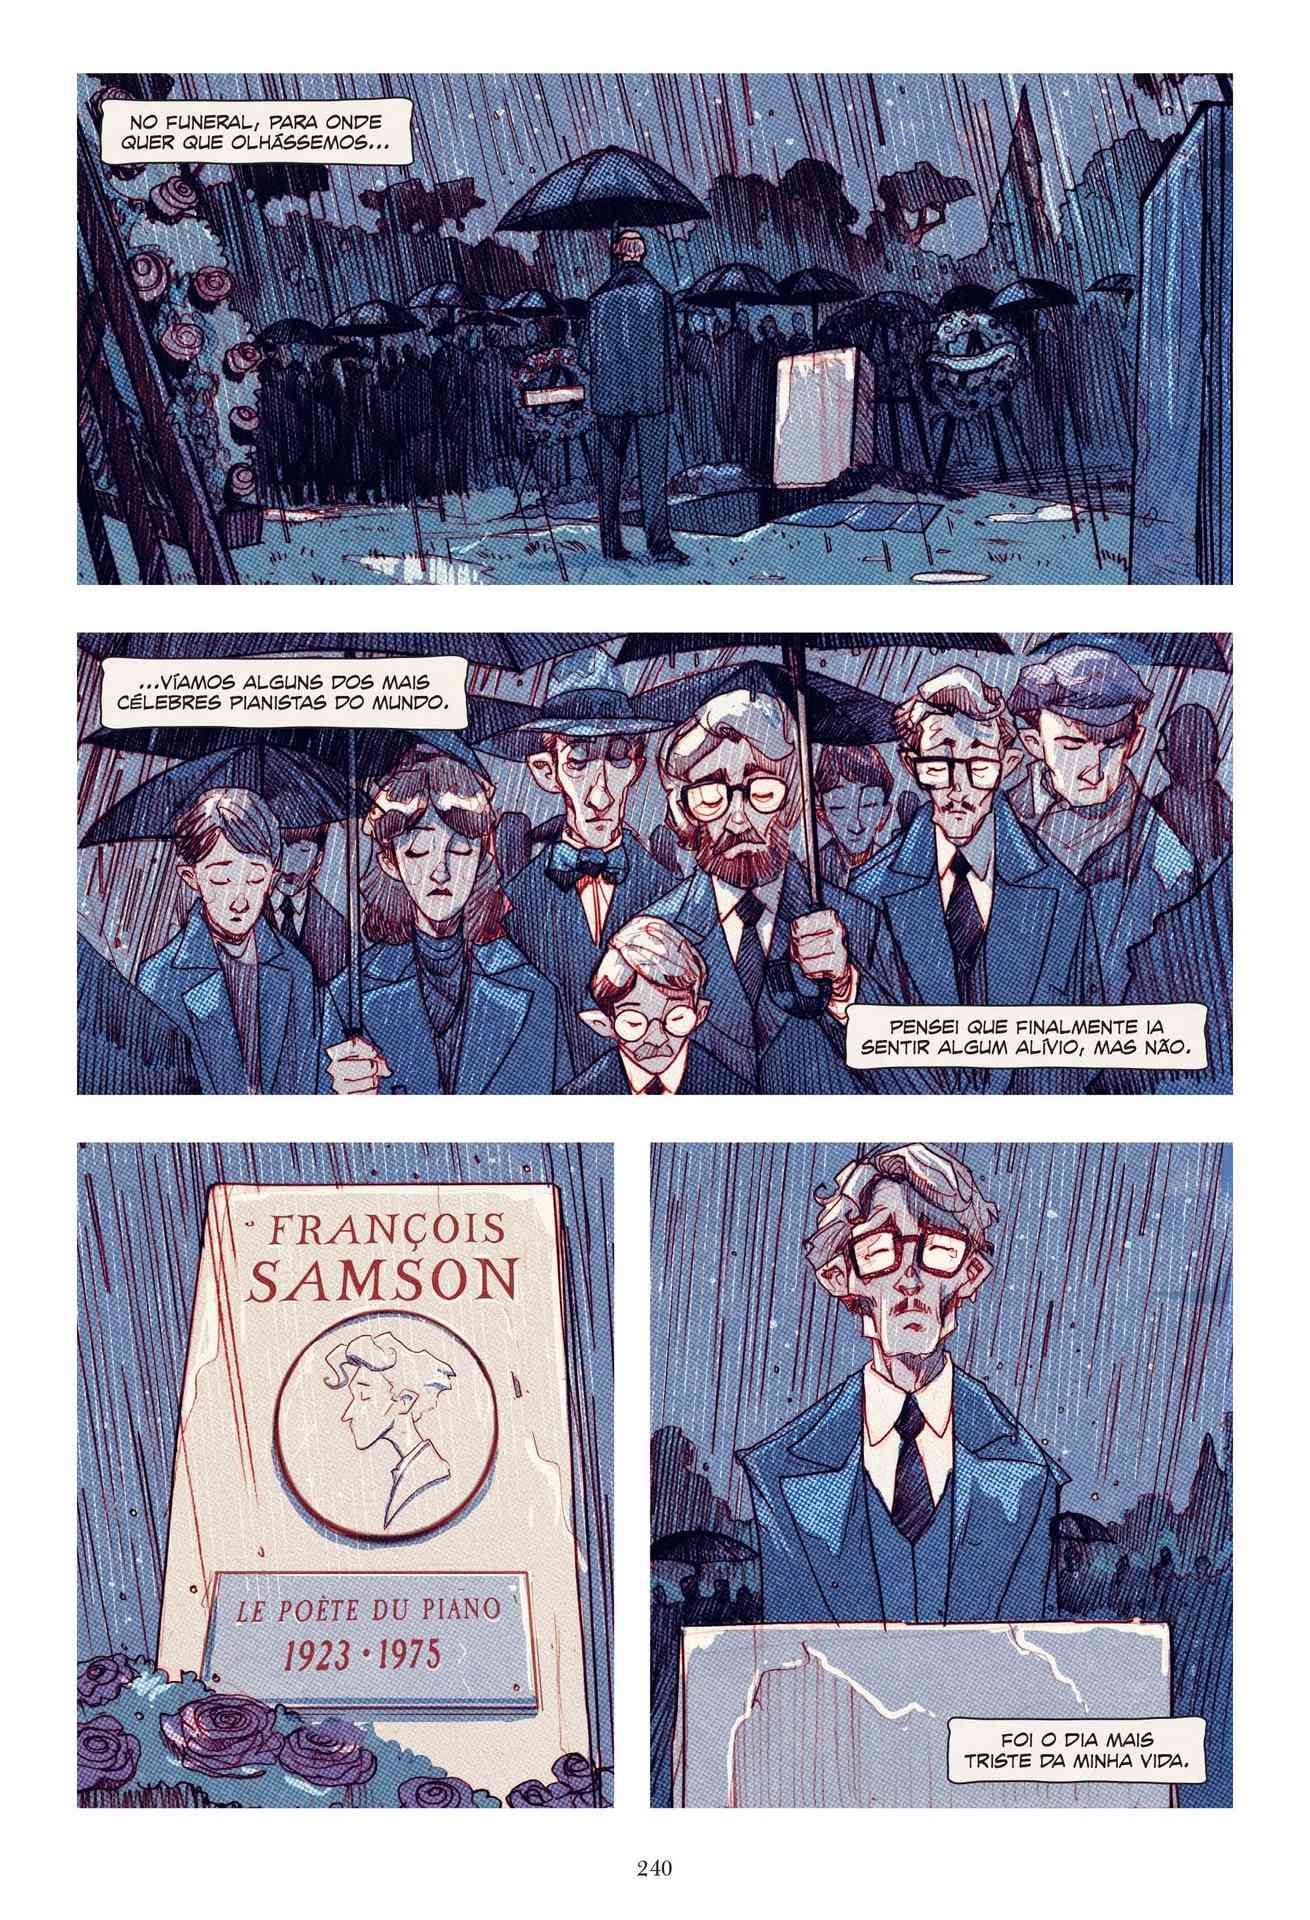 NO FUNERAL, PARA ONDE
QUER QUE OLHÁSSEMOS...
...VÍAMOS ALGUNS DOS MAIS
CÉLEBRES PIANISTAS DO MUNDO.
PENSEI QUE FINALMENTE IA
SENTIR ALGUM ALÍVIO, MAS NÃO.
FRANÇOIS
SAMSON
LE POÈTE DU PIANO
1923 • 1975
FOI O DIA MAIS
TRISTE DA MINHA VIDA.
240